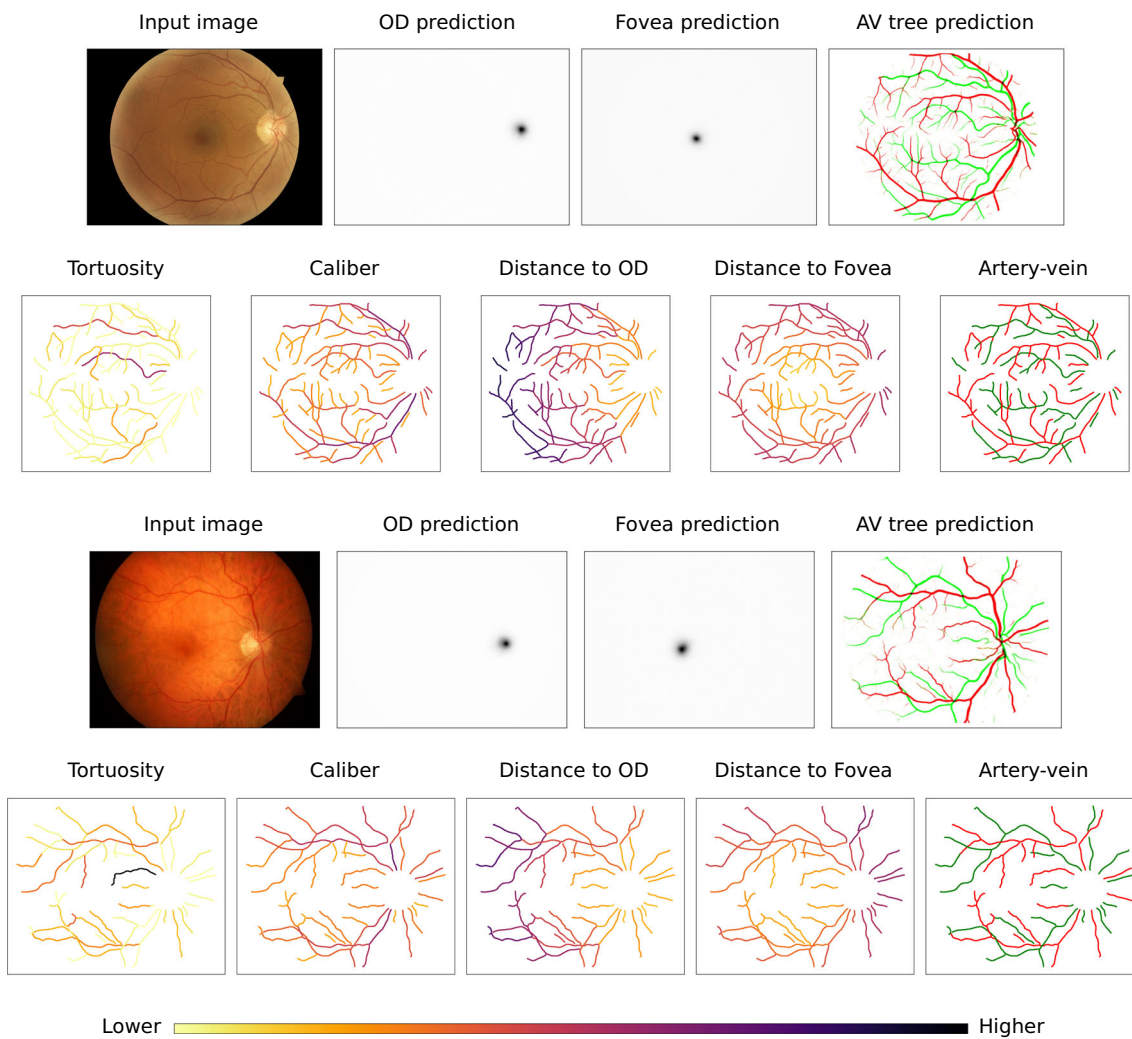 Input image OD prediction Fovea prediction AV tree prediction
Tortuosity Caliber Distance to OD Distance to Fovea Artery-vein
Input image OD prediction Fovea prediction AV tree prediction
Tortuosity Caliber Distance to OD Distance to Fovea Artery-vein
Lower Higher